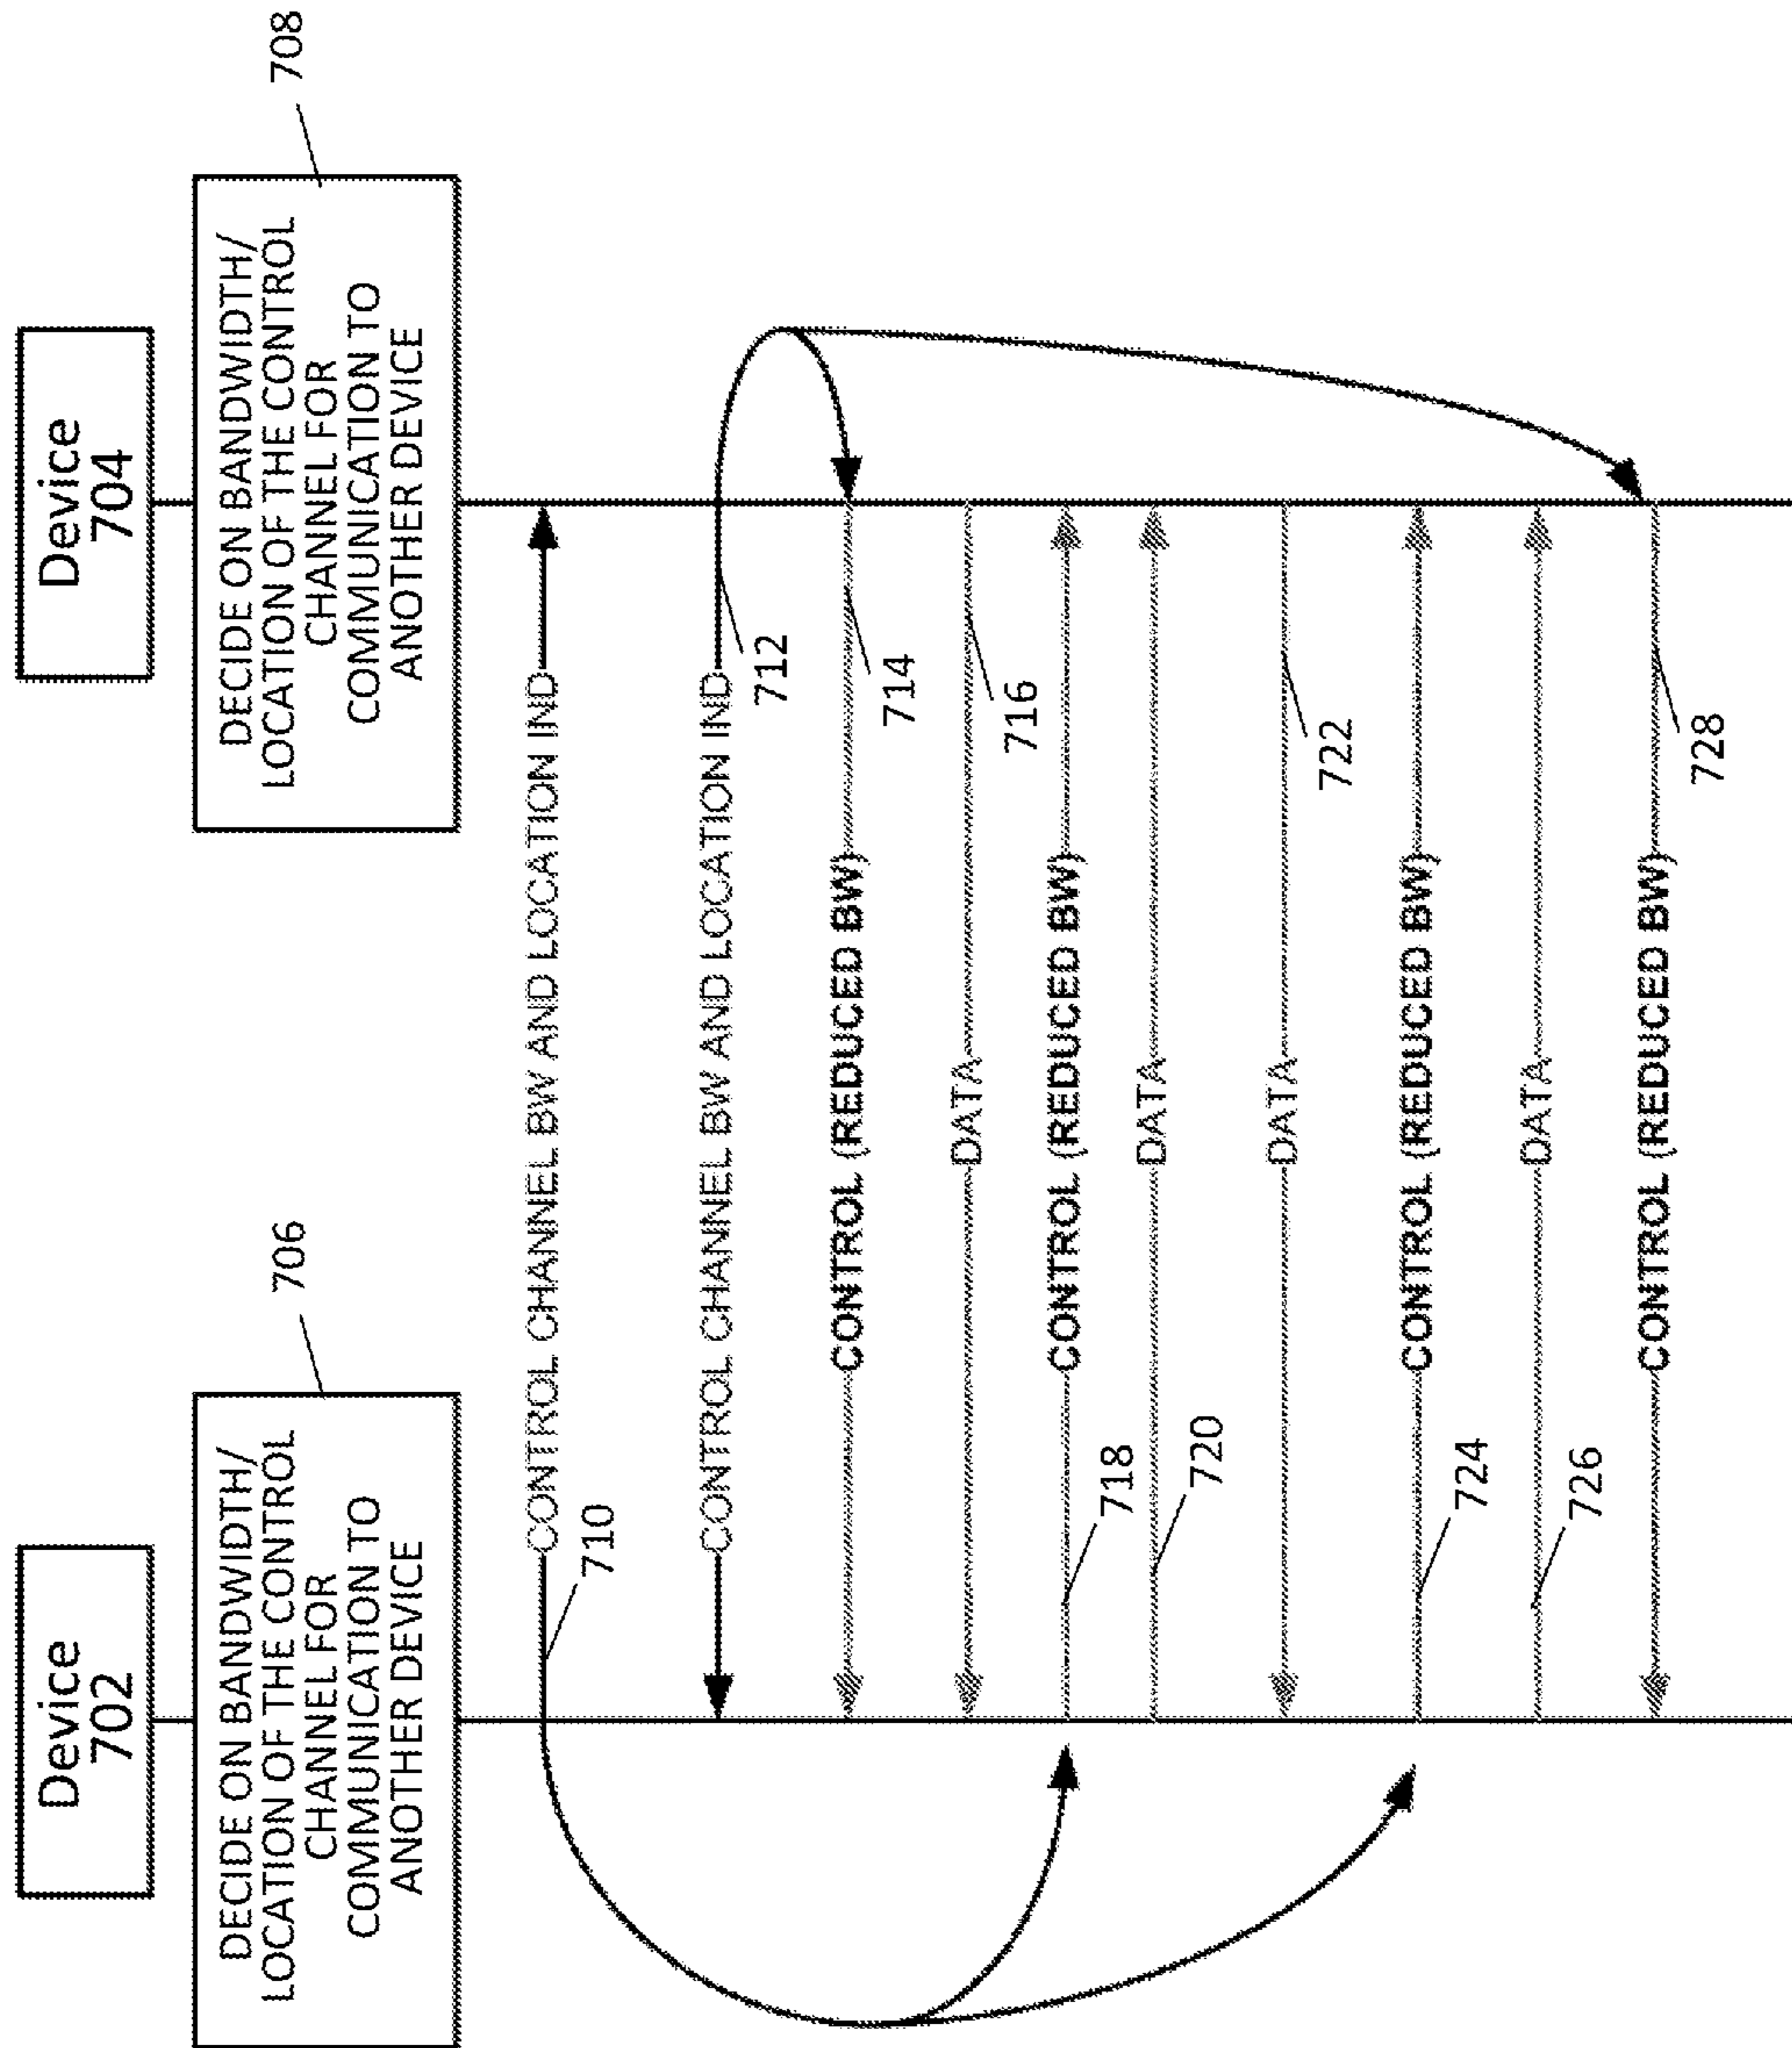 Device
702
Device
704
DECIDE ON BANDWIDTH/
LOCATION OF THE CONTROL
CHANNEL FOR
COMMUNICATION TO
ANOTHER DEVICE
706
DECIDE ON BANDWIDTH/
LOCATION OF THE CONTROL
CHANNEL FOR
COMMUNICATION TO
ANOTHER DEVICE
708
CONTROL CHANNEL BW AND LOCATION IND
710
CONTROL CHANNEL BW AND LOCATION IND
712
CONTROL (REDUCED BW)
714
DATA
716
CONTROL (REDUCED BW)
718
DATA
720
DATA
722
CONTROL (REDUCED BW)
724
DATA
726
CONTROL (REDUCED BW)
728